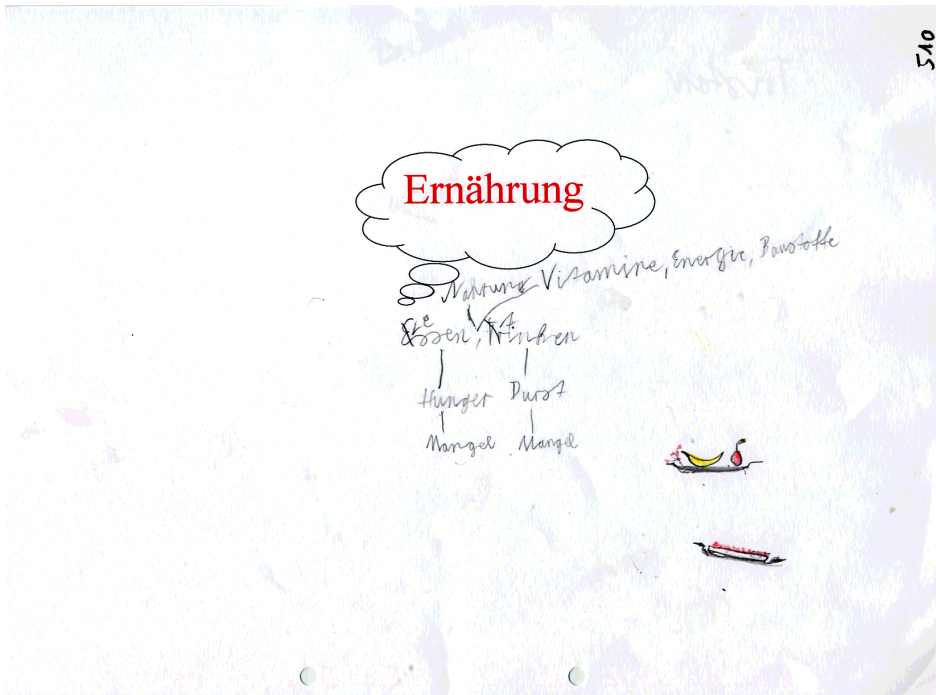 510
Ernährung
Nahrung Vitamine, Energie, Baustoffe
Essen, Trinken
Hunger Durst
Mangel Mangel